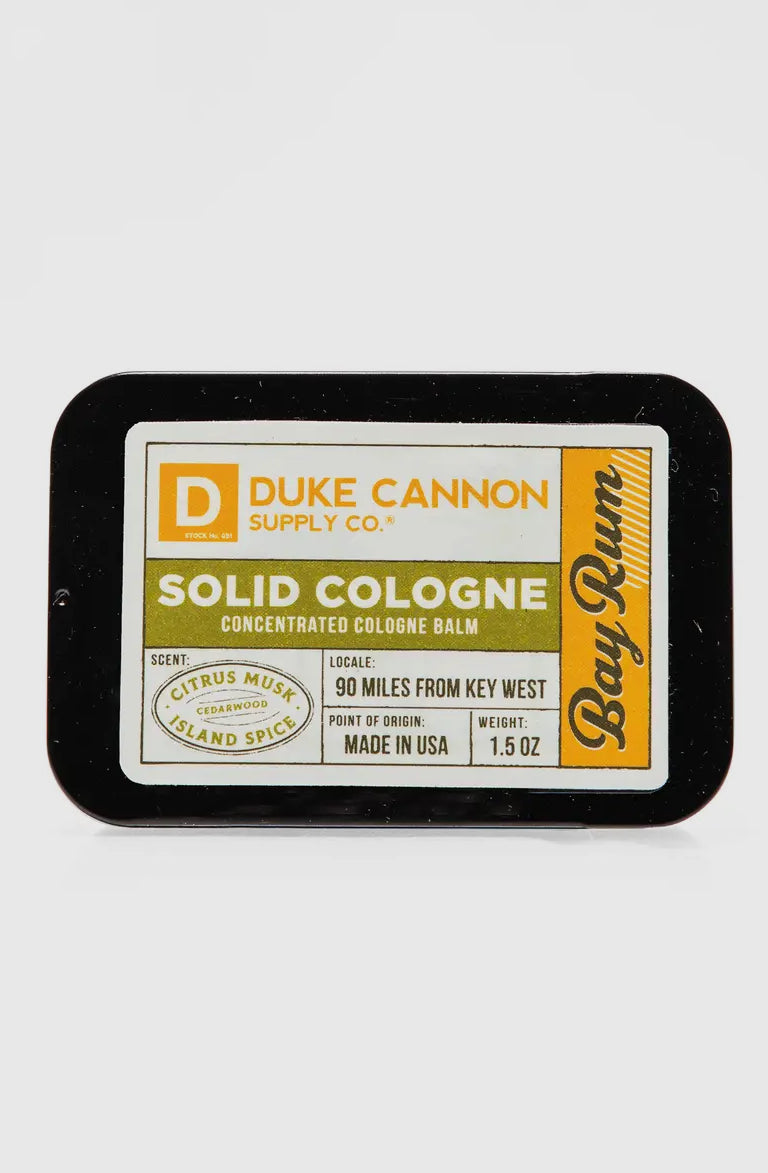 D
STOCK No. 031
DUKE CANNON
SUPPLY CO.®
SOLID COLOGNE
CONCENTRATED COLOGNE BALM
SCENT:
CITRUS MUSK
CEDARWOOD
ISLAND SPICE
LOCALE:
90 MILES FROM KEY WEST
POINT OF ORIGIN:
MADE IN USA
WEIGHT:
1.5 OZ
Bay Rum